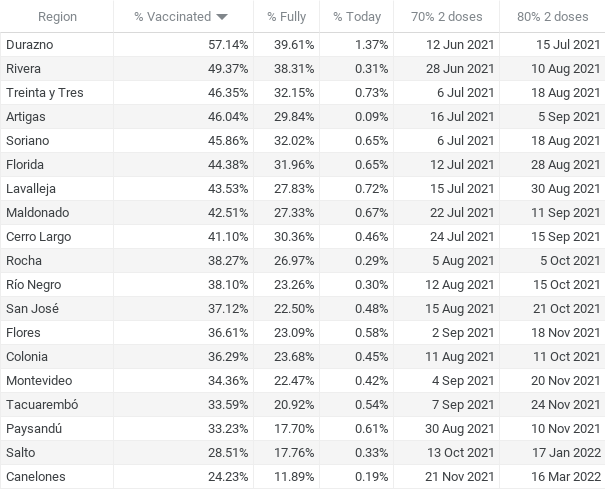 Region % Vaccinated % Fully % Today 70% 2 doses 80% 2 doses
Durazno 57.14% 39.61% 1.37% 12 Jun 2021 15 Jul 2021
Rivera 49.37% 38.31% 0.31% 28 Jun 2021 10 Aug 2021
Treinta y Tres 46.35% 32.15% 0.73% 6 Jul 2021 18 Aug 2021
Artigas 46.04% 29.84% 0.09% 16 Jul 2021 5 Sep 2021
Soriano 45.86% 32.02% 0.65% 6 Jul 2021 18 Aug 2021
Florida 44.38% 31.96% 0.65% 12 Jul 2021 28 Aug 2021
Lavalleja 43.53% 27.83% 0.72% 15 Jul 2021 30 Aug 2021
Maldonado 42.51% 27.33% 0.67% 22 Jul 2021 11 Sep 2021
Cerro Largo 41.10% 30.36% 0.46% 24 Jul 2021 15 Sep 2021
Rocha 38.27% 26.97% 0.29% 5 Aug 2021 5 Oct 2021
Río Negro 38.10% 23.26% 0.30% 12 Aug 2021 15 Oct 2021
San José 37.12% 22.50% 0.48% 15 Aug 2021 21 Oct 2021
Flores 36.61% 23.09% 0.58% 2 Sep 2021 18 Nov 2021
Colonia 36.29% 23.68% 0.45% 11 Aug 2021 11 Oct 2021
Montevideo 34.36% 22.47% 0.42% 4 Sep 2021 20 Nov 2021
Tacuarembó 33.59% 20.92% 0.54% 7 Sep 2021 24 Nov 2021
Paysandú 33.23% 17.70% 0.61% 30 Aug 2021 10 Nov 2021
Salto 28.51% 17.76% 0.33% 13 Oct 2021 17 Jan 2022
Canelones 24.23% 11.89% 0.19% 21 Nov 2021 16 Mar 2022